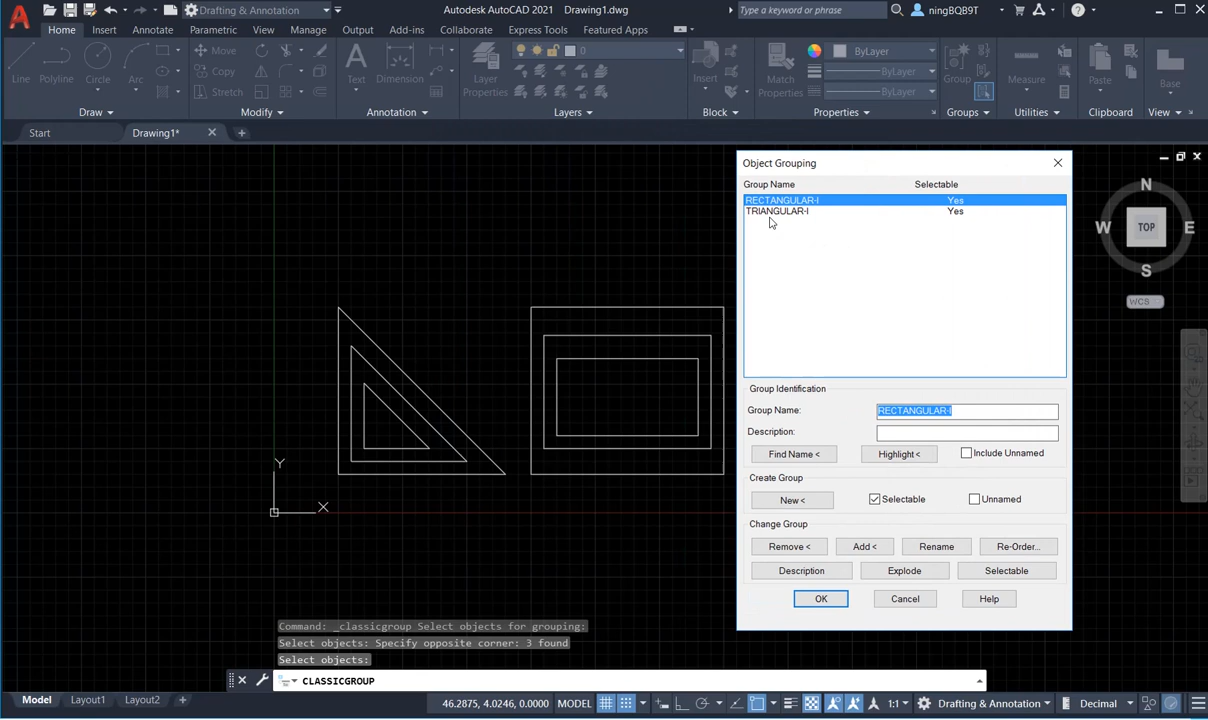 Drafting & Annotation
Autodesk AutoCAD 2021 Drawing1.dwg
Type a keyword or phrase
ningBQB9T
Home Insert Annotate Parametric View Manage Output Add-ins Collaborate Express Tools Featured Apps
Line Polyline Circle Arc
Move
Copy
Stretch
Text Dimension
Layer Properties
0
Insert
Match Properties
ByLayer
ByLayer
ByLayer
Group
Measure
Paste
Base
Draw Modify Annotation Layers Block Properties Groups Utilities Clipboard View
Start Drawing1*
Object Grouping
Group Name Selectable
RECTANGULAR-I Yes
TRIANGULAR-I Yes
N
W TOP E
S
WCS
Group Identification
Group Name: RECTANGULAR-I
Description:
Find Name < Highlight < Include Unnamed
Create Group
New < Selectable Unnamed
Change Group
Remove < Add < Rename Re-Order...
Description Explode Selectable
OK Cancel Help
Y
X
Command: _classicgroup Select objects for grouping:
Select objects: Specify opposite corner: 3 found
Select objects:
CLASSICGROUP
Model Layout1 Layout2
46.2875, 4.0246, 0.0000 MODEL 1:1 Drafting & Annotation Decimal